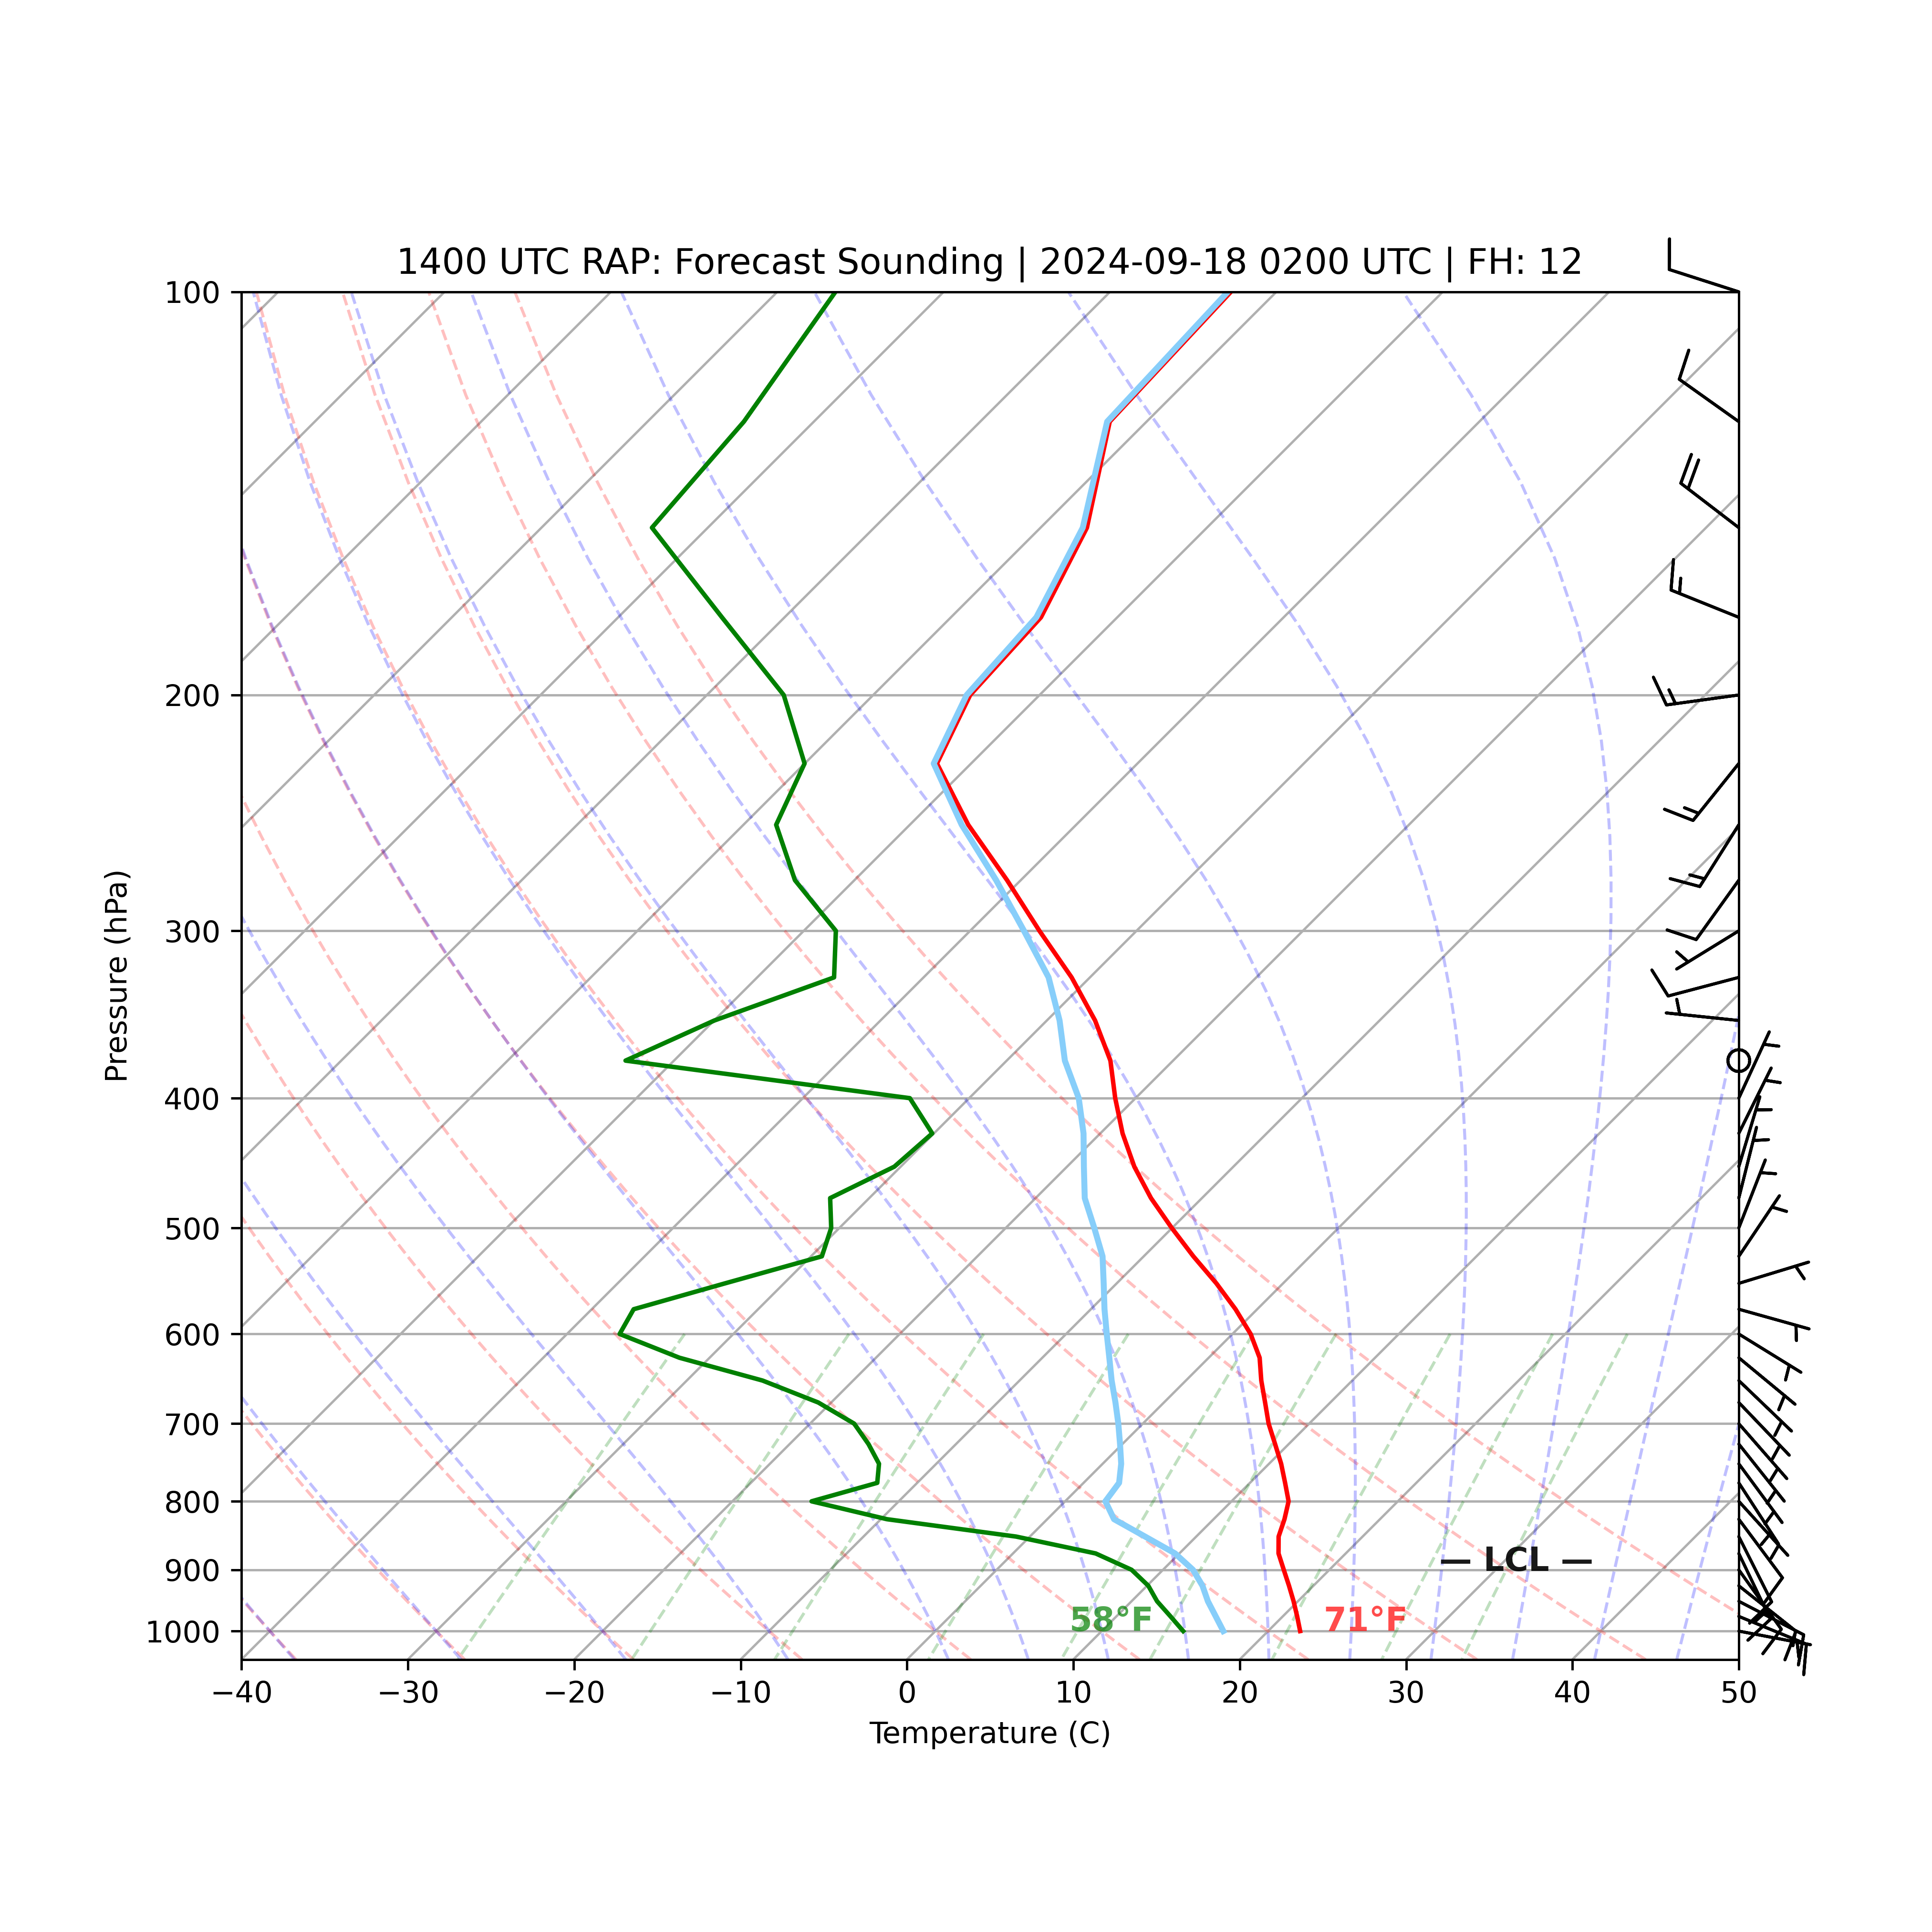 1400 UTC RAP: Forecast Sounding | 2024-09-18 0200 UTC | FH: 12
100
200
300
400
500
600
700
800
900
1000
Pressure (hPa)
— LCL —
58°F
71°F
−40 −30 −20 −10 0 10 20 30 40 50
Temperature (C)